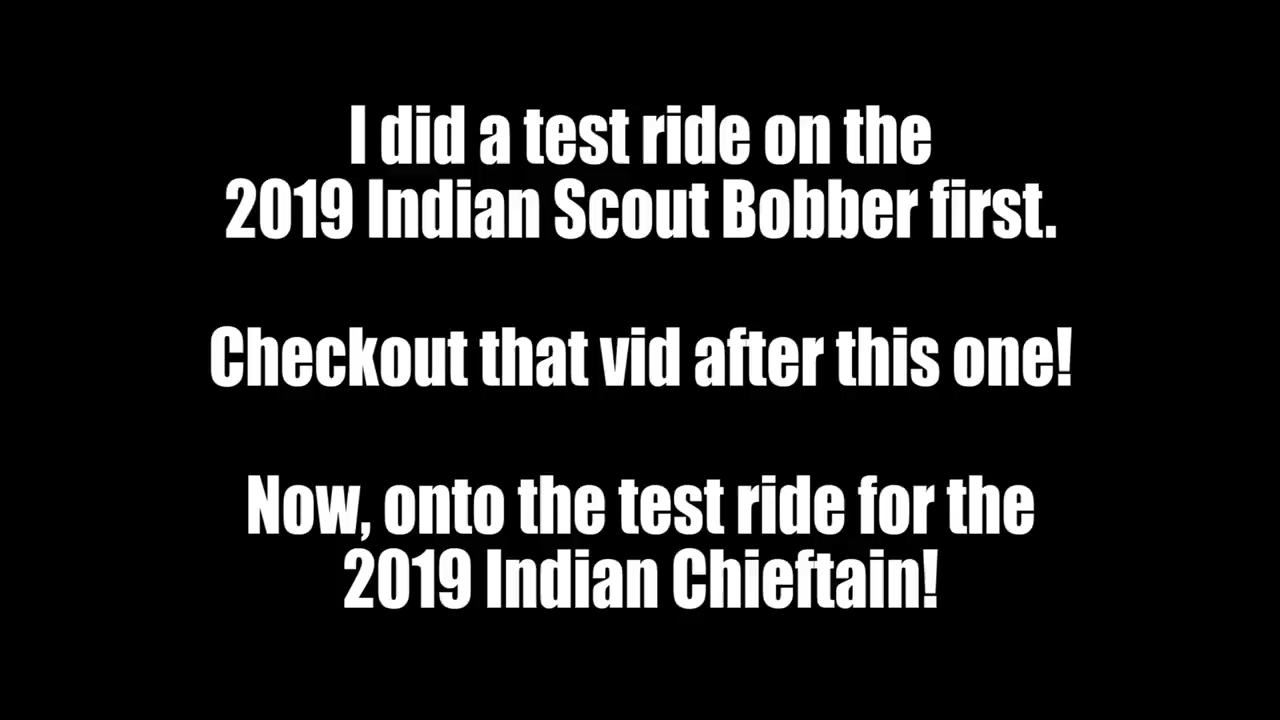 I did a test ride on the
2019 Indian Scout Bobber first.
Checkout that vid after this one!
Now, onto the test ride for the
2019 Indian Chieftain!